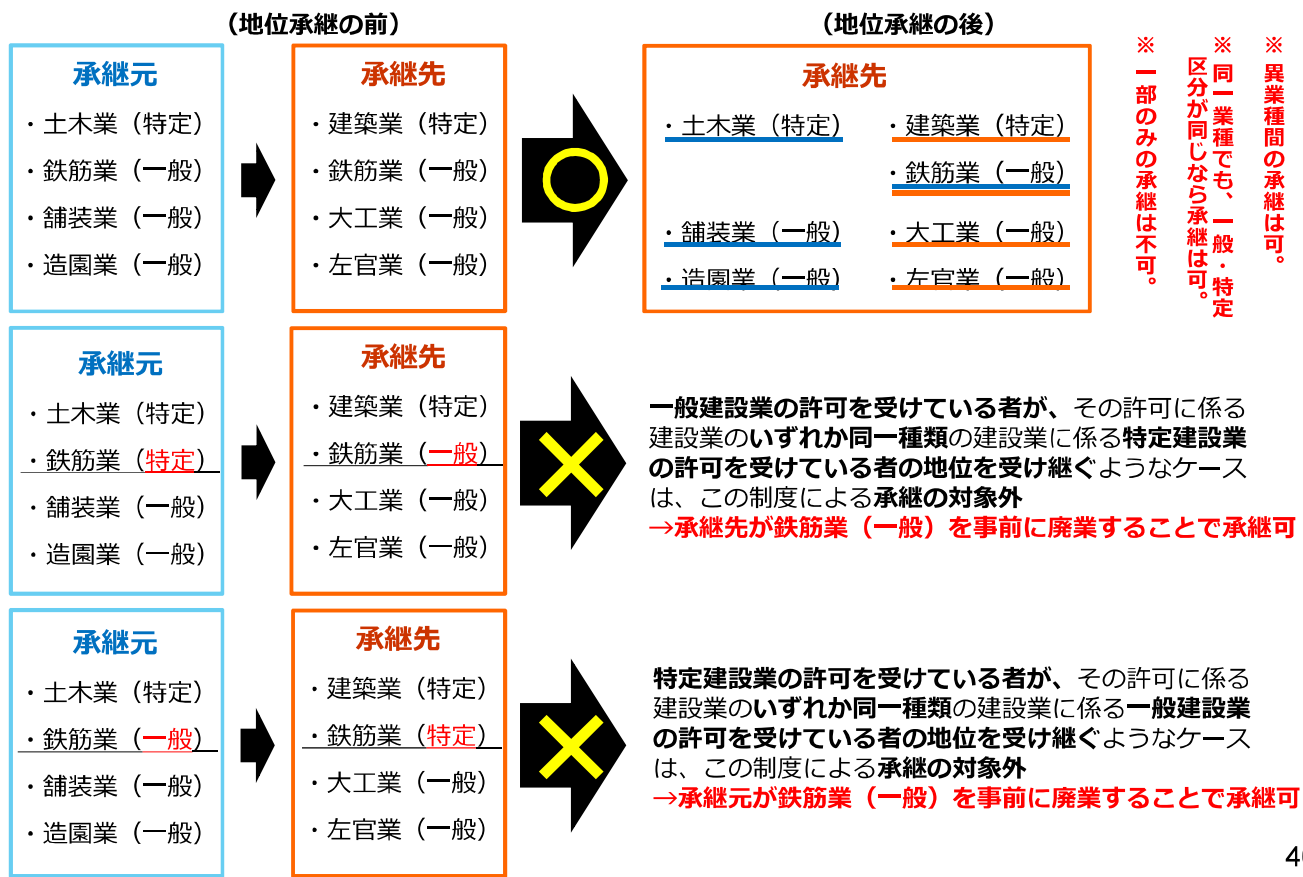 （地位承継の前）
（地位承継の後）
承継元
・土木業（特定）
・鉄筋業（一般）
・舗装業（一般）
・造園業（一般）
承継先
・建築業（特定）
・鉄筋業（一般）
・大工業（一般）
・左官業（一般）
承継先
・土木業（特定）
・舗装業（一般）
・造園業（一般）
・建築業（特定）
・鉄筋業（一般）
・大工業（一般）
・左官業（一般）
※ 異業種間の承継は可。
※ 同一業種でも、一般・特定
区分が同じなら承継は可。
※ 一部のみの承継は不可。
承継元
・土木業（特定）
・鉄筋業（特定）
・舗装業（一般）
・造園業（一般）
承継先
・建築業（特定）
・鉄筋業（一般）
・大工業（一般）
・左官業（一般）
一般建設業の許可を受けている者が、その許可に係る
建設業のいずれか同一種類の建設業に係る特定建設業
の許可を受けている者の地位を受け継ぐようなケース
は、この制度による承継の対象外
→承継先が鉄筋業（一般）を事前に廃業することで承継可
承継元
・土木業（特定）
・鉄筋業（一般）
・舗装業（一般）
・造園業（一般）
承継先
・建築業（特定）
・鉄筋業（特定）
・大工業（一般）
・左官業（一般）
特定建設業の許可を受けている者が、その許可に係る
建設業のいずれか同一種類の建設業に係る一般建設業
の許可を受けている者の地位を受け継ぐようなケース
は、この制度による承継の対象外
→承継元が鉄筋業（一般）を事前に廃業することで承継可